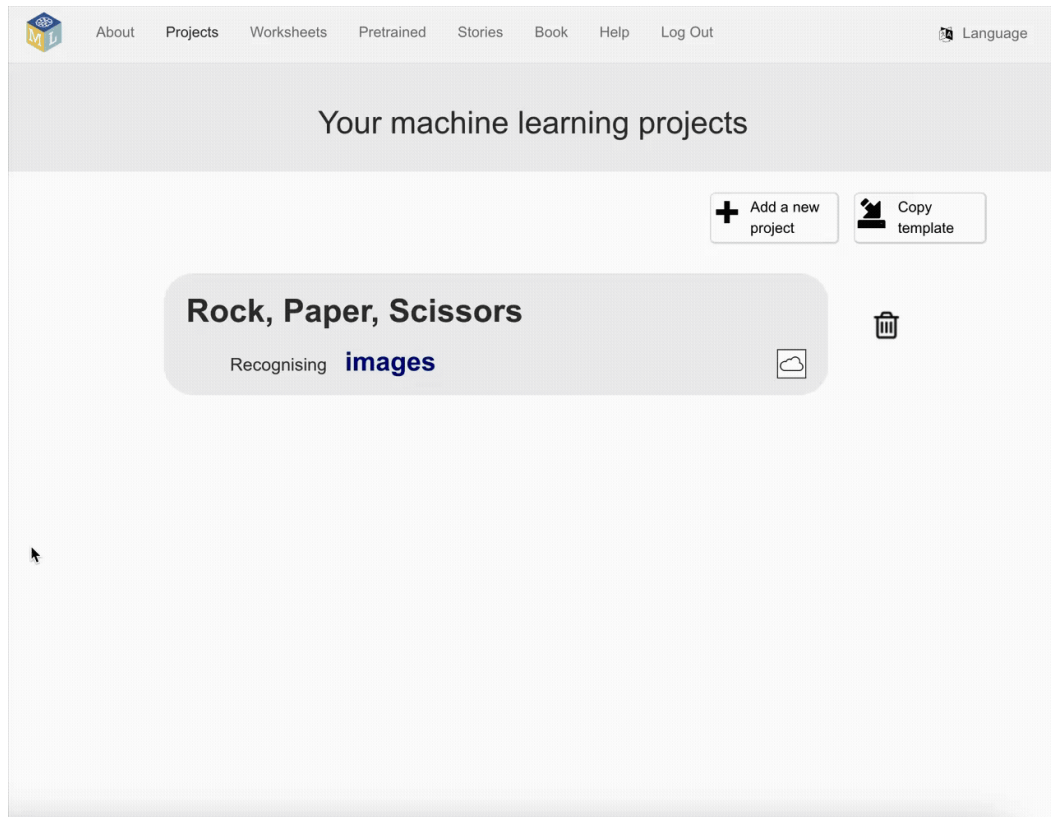 ML
About Projects Worksheets Pretrained Stories Book Help Log Out Language
Your machine learning projects
Add a new
project
Copy
template
Rock, Paper, Scissors
Recognising images